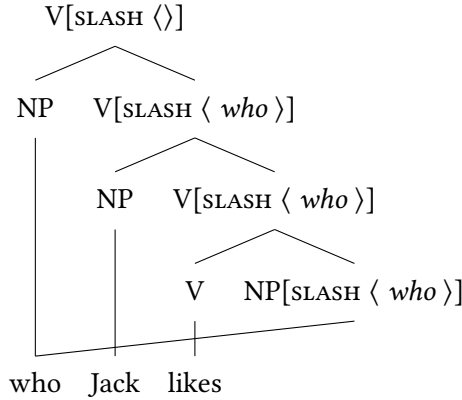 V[SLASH ⟨⟩]
NP V[SLASH ⟨ who ⟩]
NP V[SLASH ⟨ who ⟩]
V NP[SLASH ⟨ who ⟩]
who Jack likes